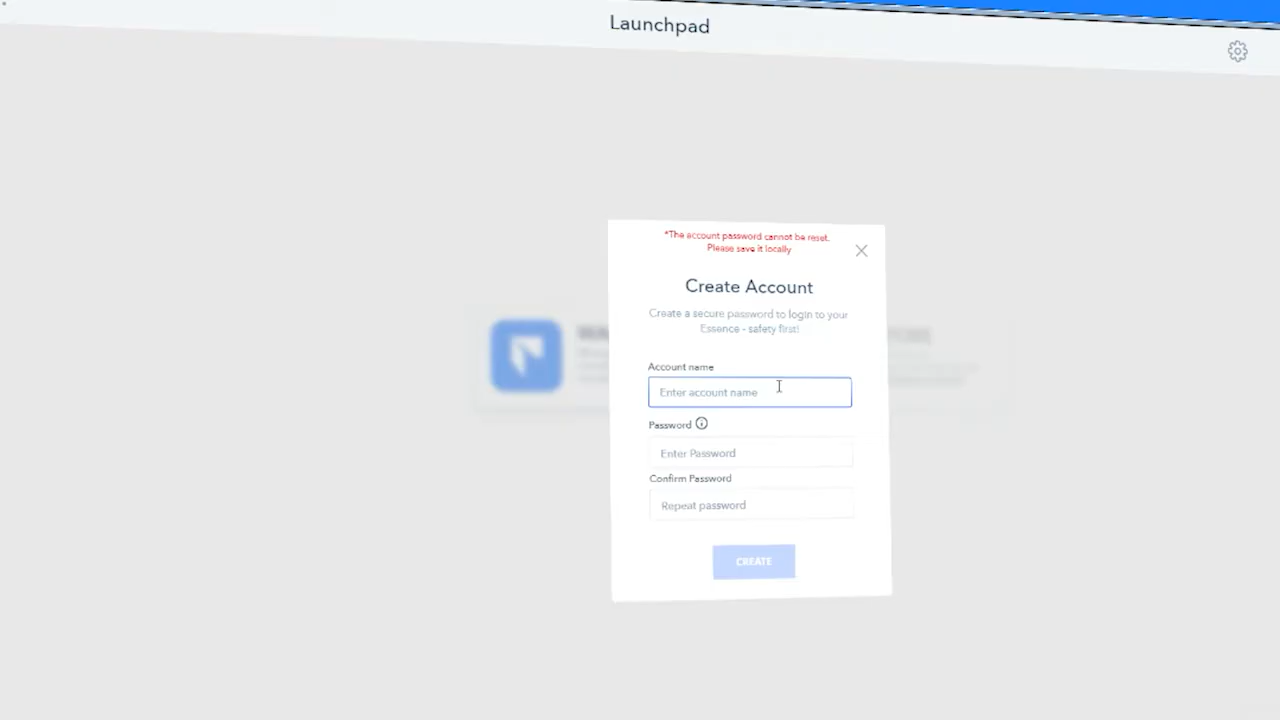 Launchpad
*The account password cannot be reset.
Please save it locally
Create Account
Create a secure password to login to your
Essence - safety first!
Account name
Enter account name
Password
Enter Password
Confirm Password
Repeat password
CREATE